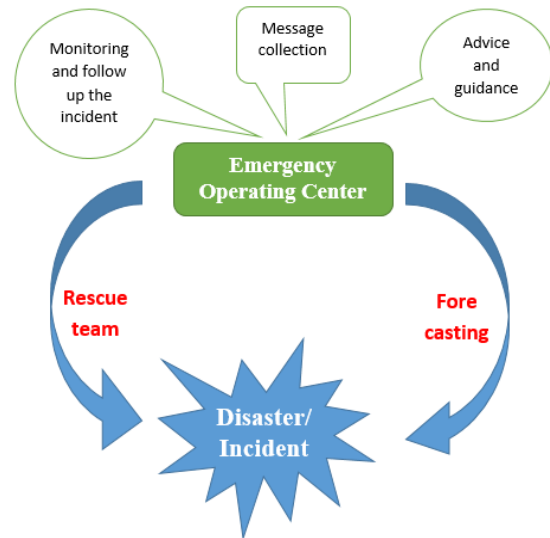 Monitoring
and follow
up the
incident
Message
collection
Advice
and
guidance
Emergency
Operating Center
Rescue
team
Fore
casting
Disaster/
Incident